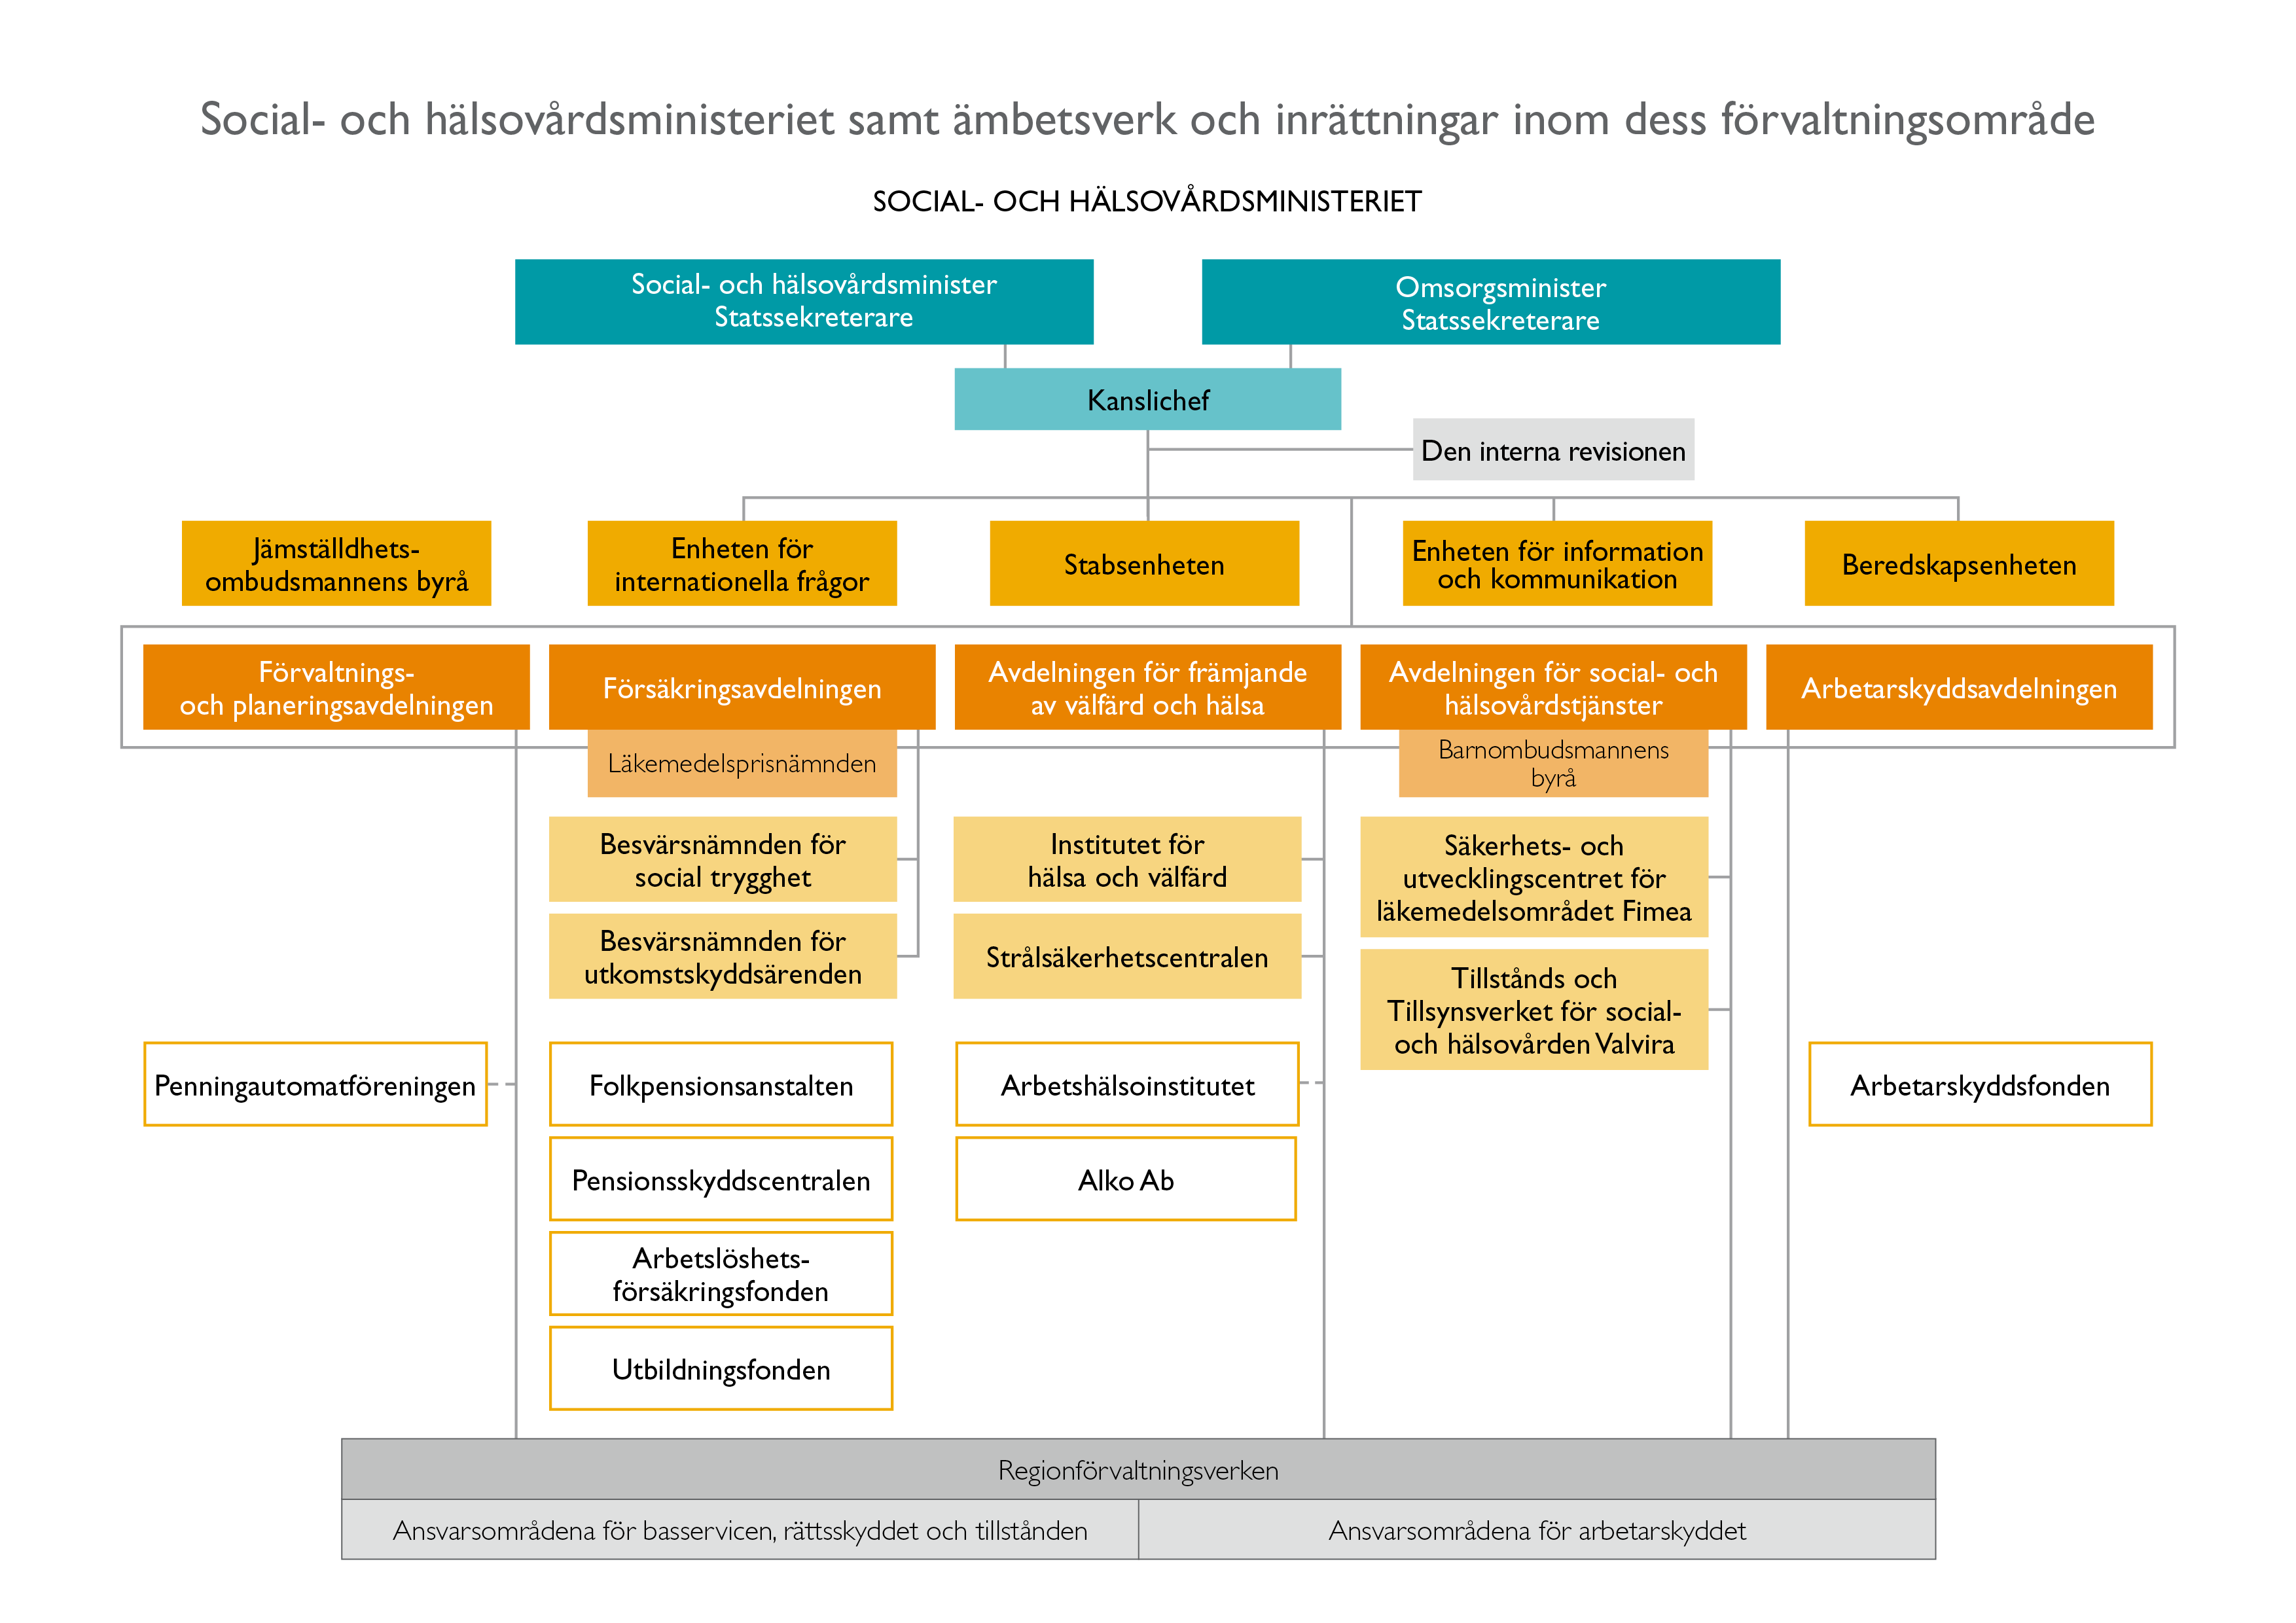 Social- och hälsovårdsministeriet samt ämbetsverk och inrättningar inom dess förvaltningsområde
SOCIAL- OCH HÄLSOVÅRDSMINISTERIET
Social- och hälsovårdsminister
Statssekreterare
Omsorgsminister
Statssekreterare
Kanslichef
Den interna revisionen
Jämställdhets-
ombudsmannens byrå
Enheten för
internationella frågor
Stabsenheten
Enheten för information
och kommunikation
Beredskapsenheten
Förvaltnings-
och planeringsavdelningen
Försäkringsavdelningen
Avdelningen för främjande
av välfärd och hälsa
Avdelningen för social- och
hälsovårdstjänster
Arbetarskyddsavdelningen
Läkemedelsprisnämnden
Barnombudsmannens
byrå
Besvärsnämnden för
social trygghet
Institutet för
hälsa och välfärd
Säkerhets- och
utvecklingscentret för
läkemedelsområdet Fimea
Besvärsnämnden för
utkomstskyddsärenden
Strålsäkerhetscentralen
Tillstånds och
Tillsynsverket för social-
och hälsovården Valvira
Penningautomatföreningen
Folkpensionsanstalten
Arbetshälsoinstitutet
Arbetarskyddsfonden
Pensionsskyddscentralen
Alko Ab
Arbetslöshets-
försäkringsfonden
Utbildningsfonden
Regionförvaltningsverken
Ansvarsområdena för basservicen, rättsskyddet och tillstånden
Ansvarsområdena för arbetarskyddet